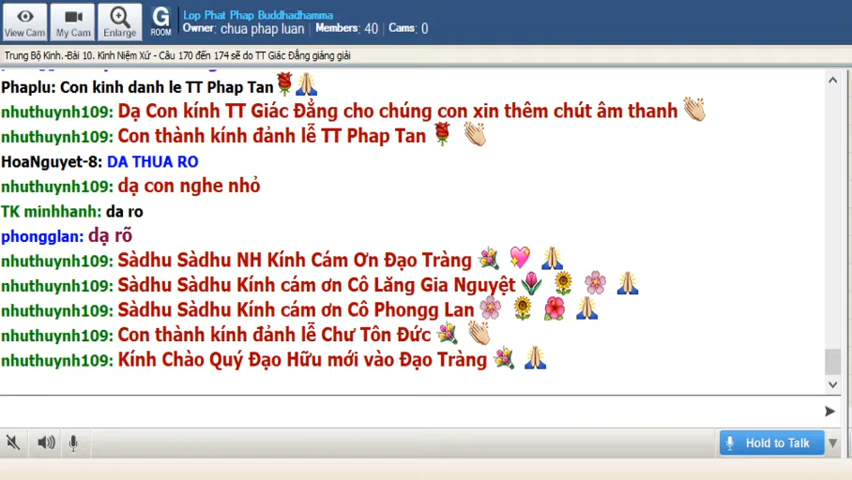 Lop Phat Phap Buddhadhamma
Owner: chua phap luan Members: 40 Cams: 0
View Cam My Cam Enlarge G ROOM
Trung Bộ Kinh.-Bài 10. Kinh Niệm Xứ - Câu 170 đến 174 sẽ do TT Giác Đẳng giảng giải
Phaplu: Con kinh danh le TT Phap Tan
nhuthuynh109: Dạ Con kính TT Giác Đẳng cho chúng con xin thêm chút âm thanh
nhuthuynh109: Con thành kính đảnh lễ TT Phap Tan
HoaNguyet-8: DA THUA RO
nhuthuynh109: dạ con nghe nhỏ
TK minhhanh: da ro
phongglan: dạ rõ
nhuthuynh109: Sàdhu Sàdhu NH Kính Cám Ơn Đạo Tràng
nhuthuynh109: Sàdhu Sàdhu Kính cám ơn Cô Lăng Gia Nguyệt
nhuthuynh109: Sàdhu Sàdhu Kính cám ơn Cô Phongg Lan
nhuthuynh109: Con thành kính đảnh lễ Chư Tôn Đức
nhuthuynh109: Kính Chào Quý Đạo Hữu mới vào Đạo Tràng
Hold to Talk